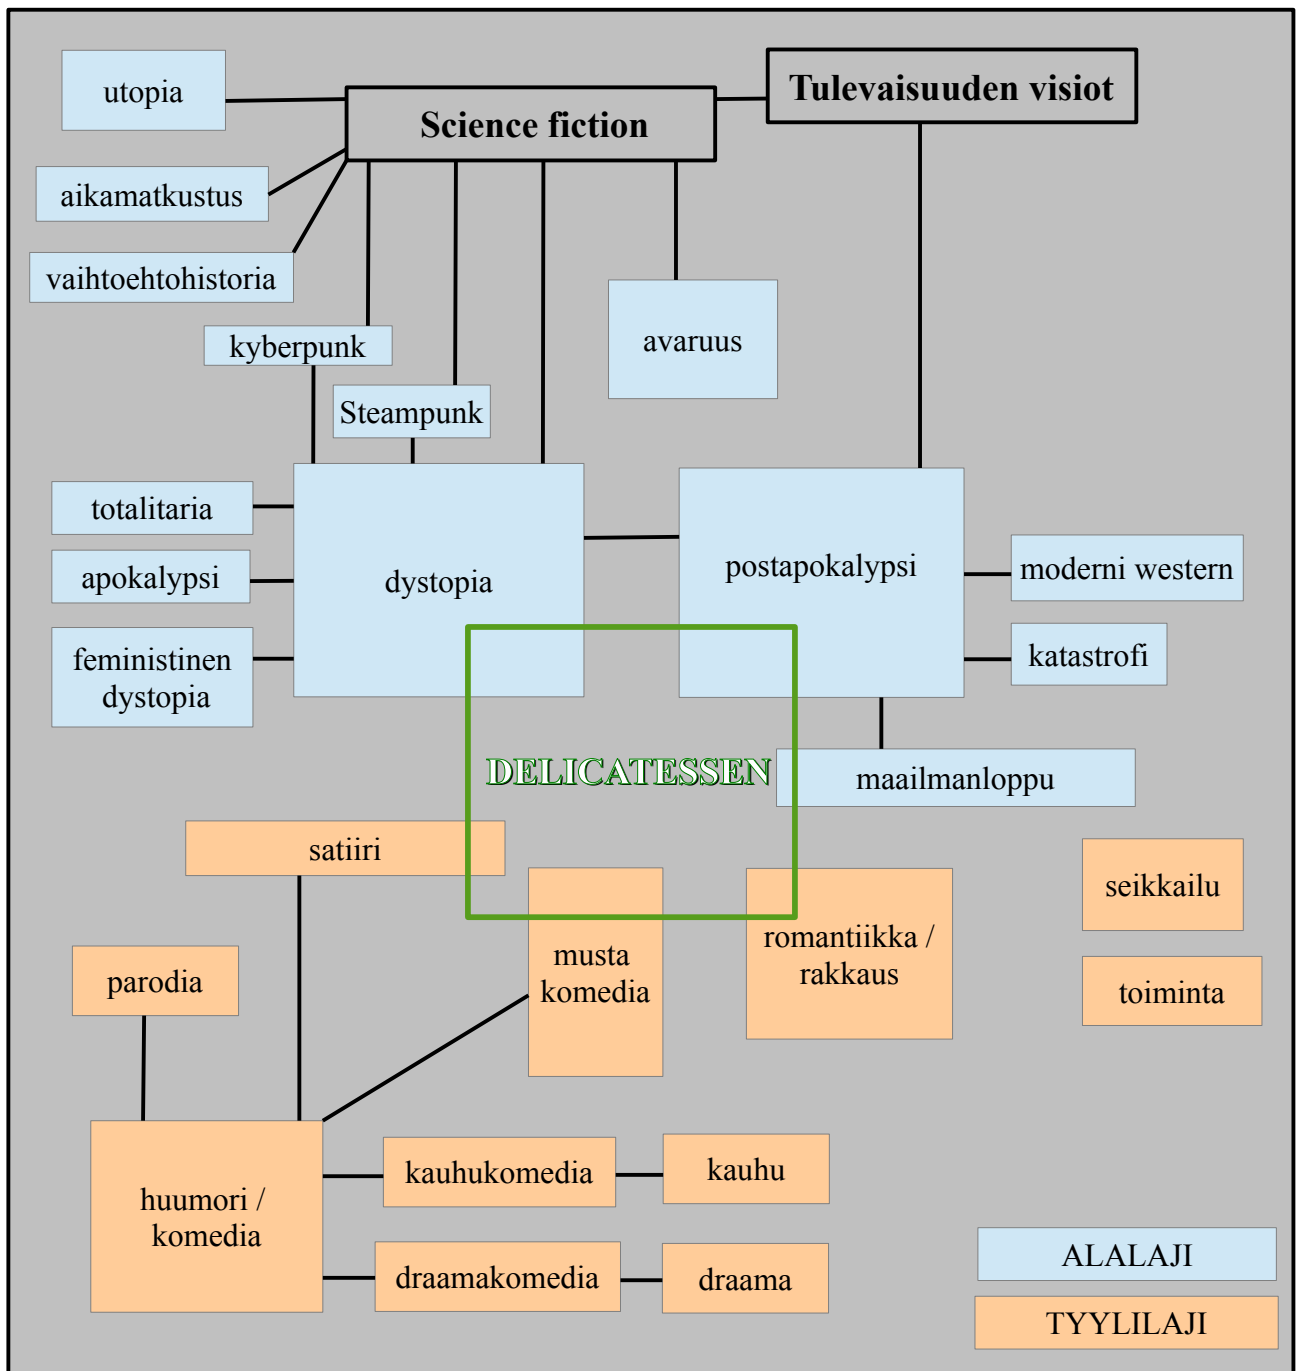 utopia
Tulevaisuuden visiot
Science fiction
aikamatkustus
vaihtoehtohistoria
kyberpunk
avaruus
Steampunk
totalitaria
apokalypsi
dystopia
postapokalypsi
moderni western
feministinen
dystopia
katastrofi
DELICATESSEN
maailmanloppu
satiiri
seikkailu
parodia
musta
komedia
romantiikka /
rakkaus
toiminta
huumori /
komedia
kauhukomedia
kauhu
draamakomedia
draama
ALALAJI
TYYLILAJI